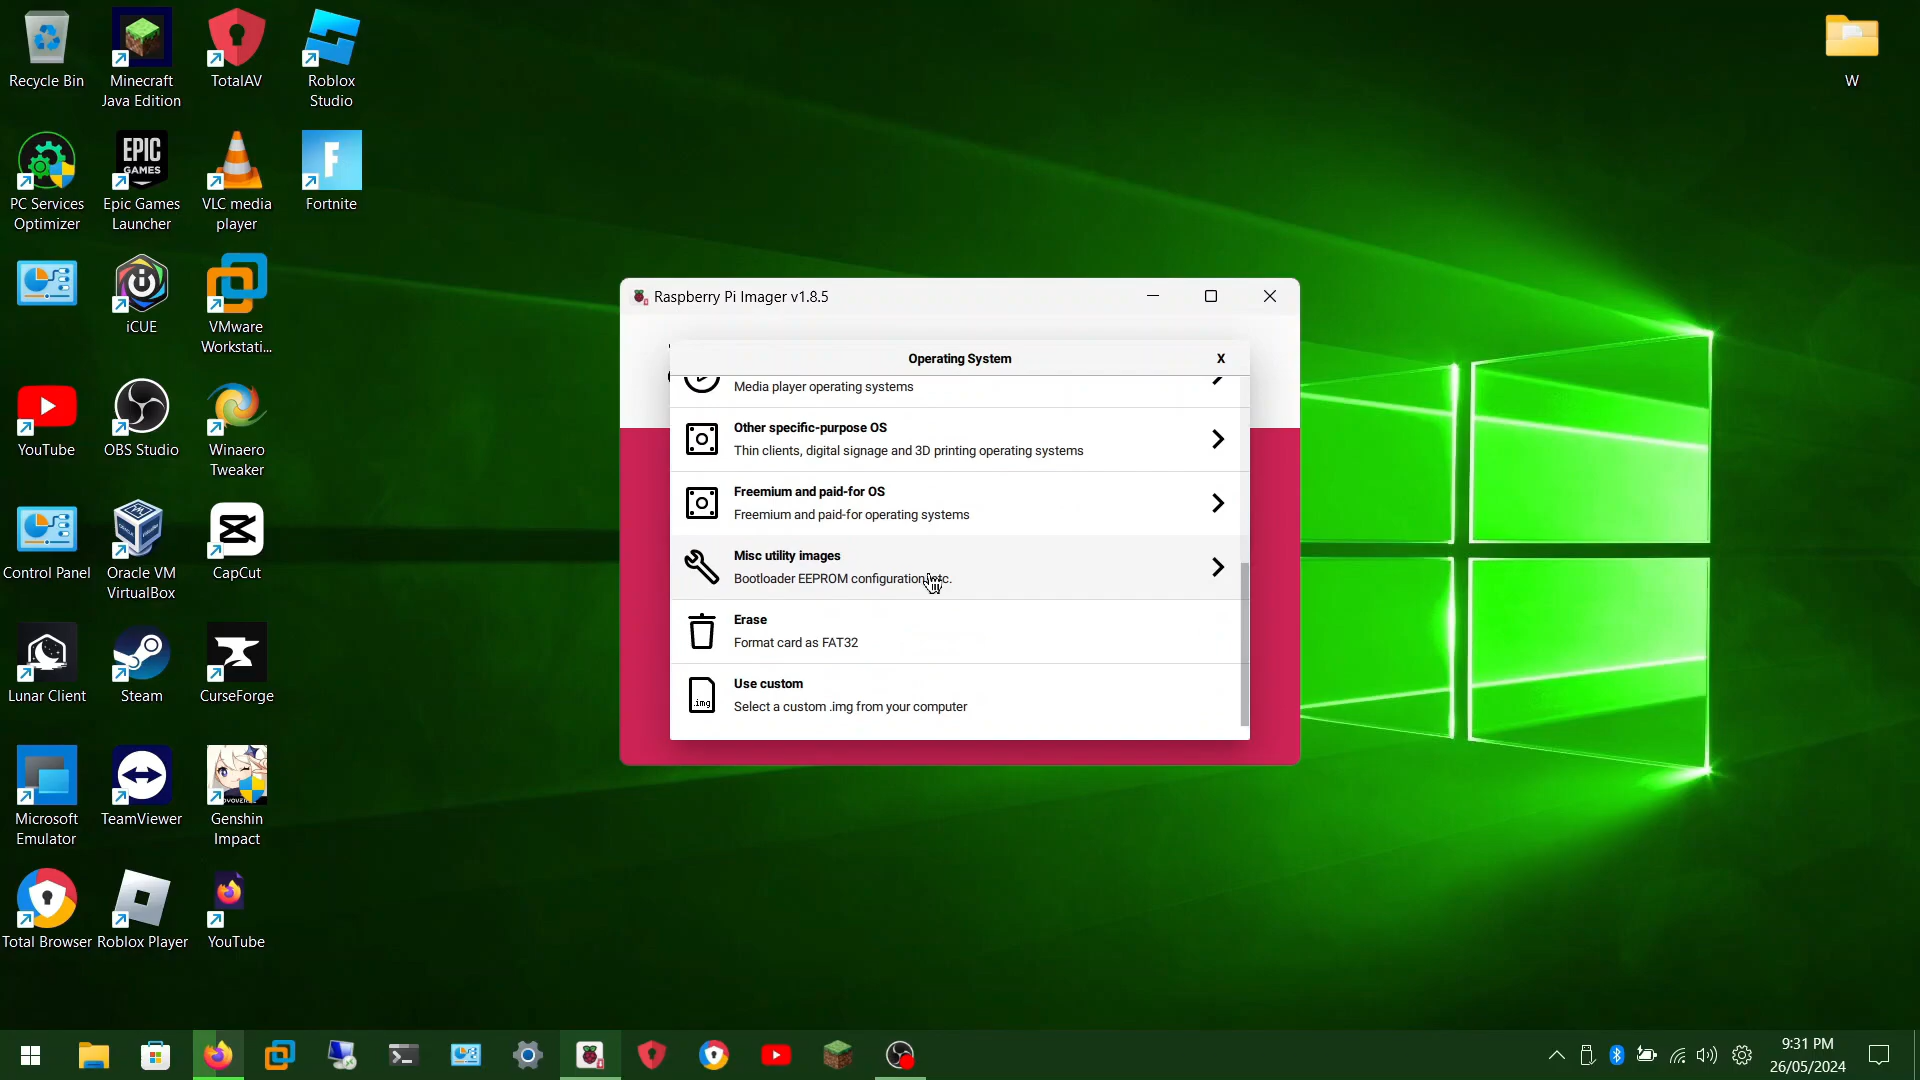 Recycle Bin
Minecraft
Java Edition
TotalAV
Roblox
Studio
W
PC Services
Optimizer
EPIC
GAMES
Epic Games
Launcher
VLC media
player
Fortnite
iCUE
VMware
Workstati...
YouTube
OBS Studio
Winaero
Tweaker
Control Panel
Oracle VM
VirtualBox
CapCut
Lunar Client
Steam
CurseForge
Microsoft
Emulator
TeamViewer
Genshin
Impact
Total Browser
Roblox Player
YouTube
Raspberry Pi Imager v1.8.5
Operating System
X
Media player operating systems
Other specific-purpose OS
Thin clients, digital signage and 3D printing operating systems
Freemium and paid-for OS
Freemium and paid-for operating systems
Misc utility images
Bootloader EEPROM configuration, etc.
Erase
Format card as FAT32
.img
Use custom
Select a custom .img from your computer
9:31 PM
26/05/2024